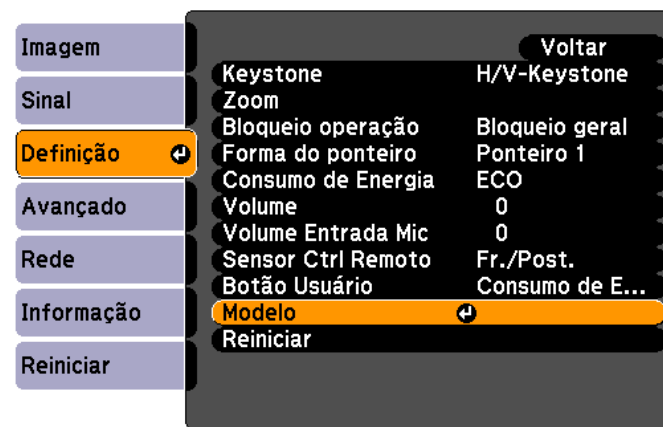 Imagem
Sinal
Definição
Avançado
Rede
Informação
Reiniciar
Voltar
Keystone H/V-Keystone
Zoom
Bloqueio operação Bloqueio geral
Forma do ponteiro Ponteiro 1
Consumo de Energia ECO
Volume 0
Volume Entrada Mic 0
Sensor Ctrl Remoto Fr./Post.
Botão Usuário Consumo de E...
Modelo
Reiniciar